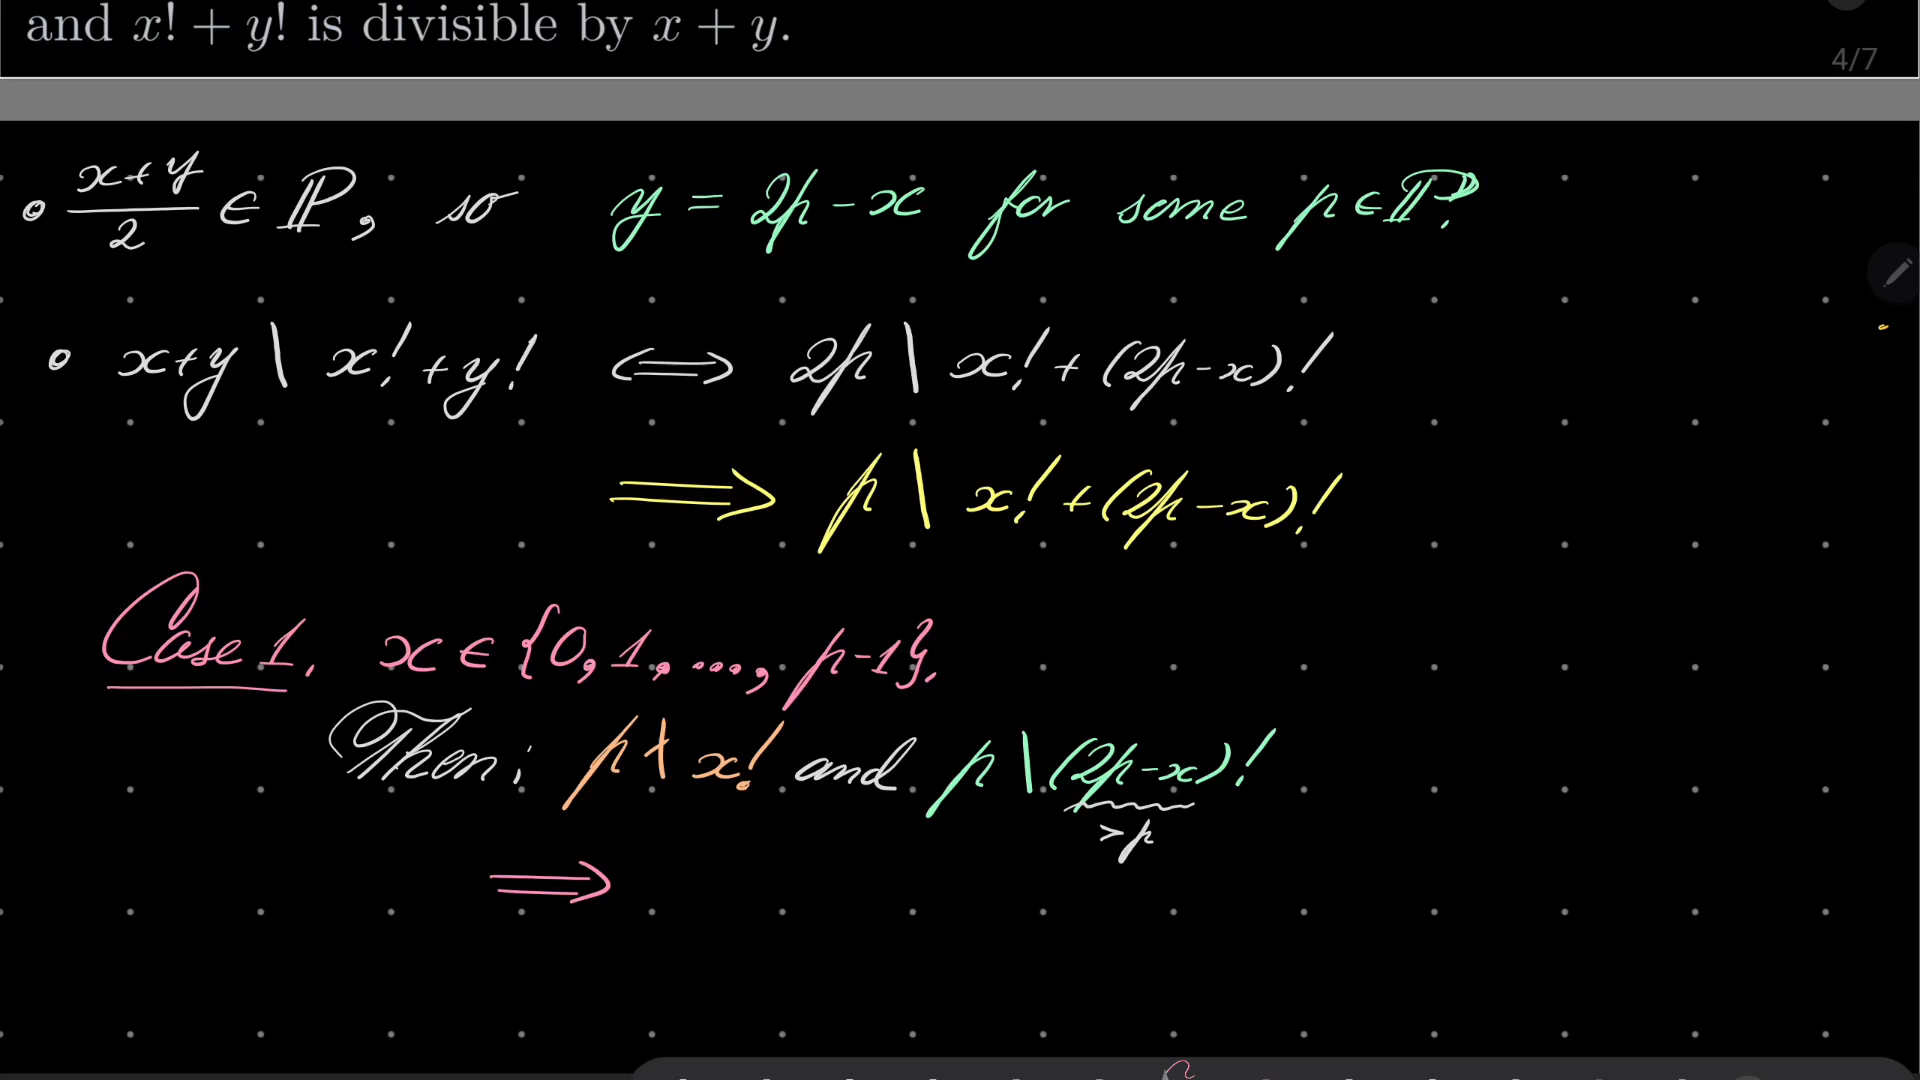 and x! + y! is divisible by x + y.
4/7
∘ (x+y)/2 ∈ ℙ, so y = 2p - x for some p ∈ ℙ.
∘ x+y \ x! + y! ⟺ 2p \ x! + (2p-x)!
⟹ p \ x! + (2p-x)!
Case 1. x ∈ {0, 1, ..., p-1}.
Then: p ∤ x! and p \ (2p-x)!
>p
⟹